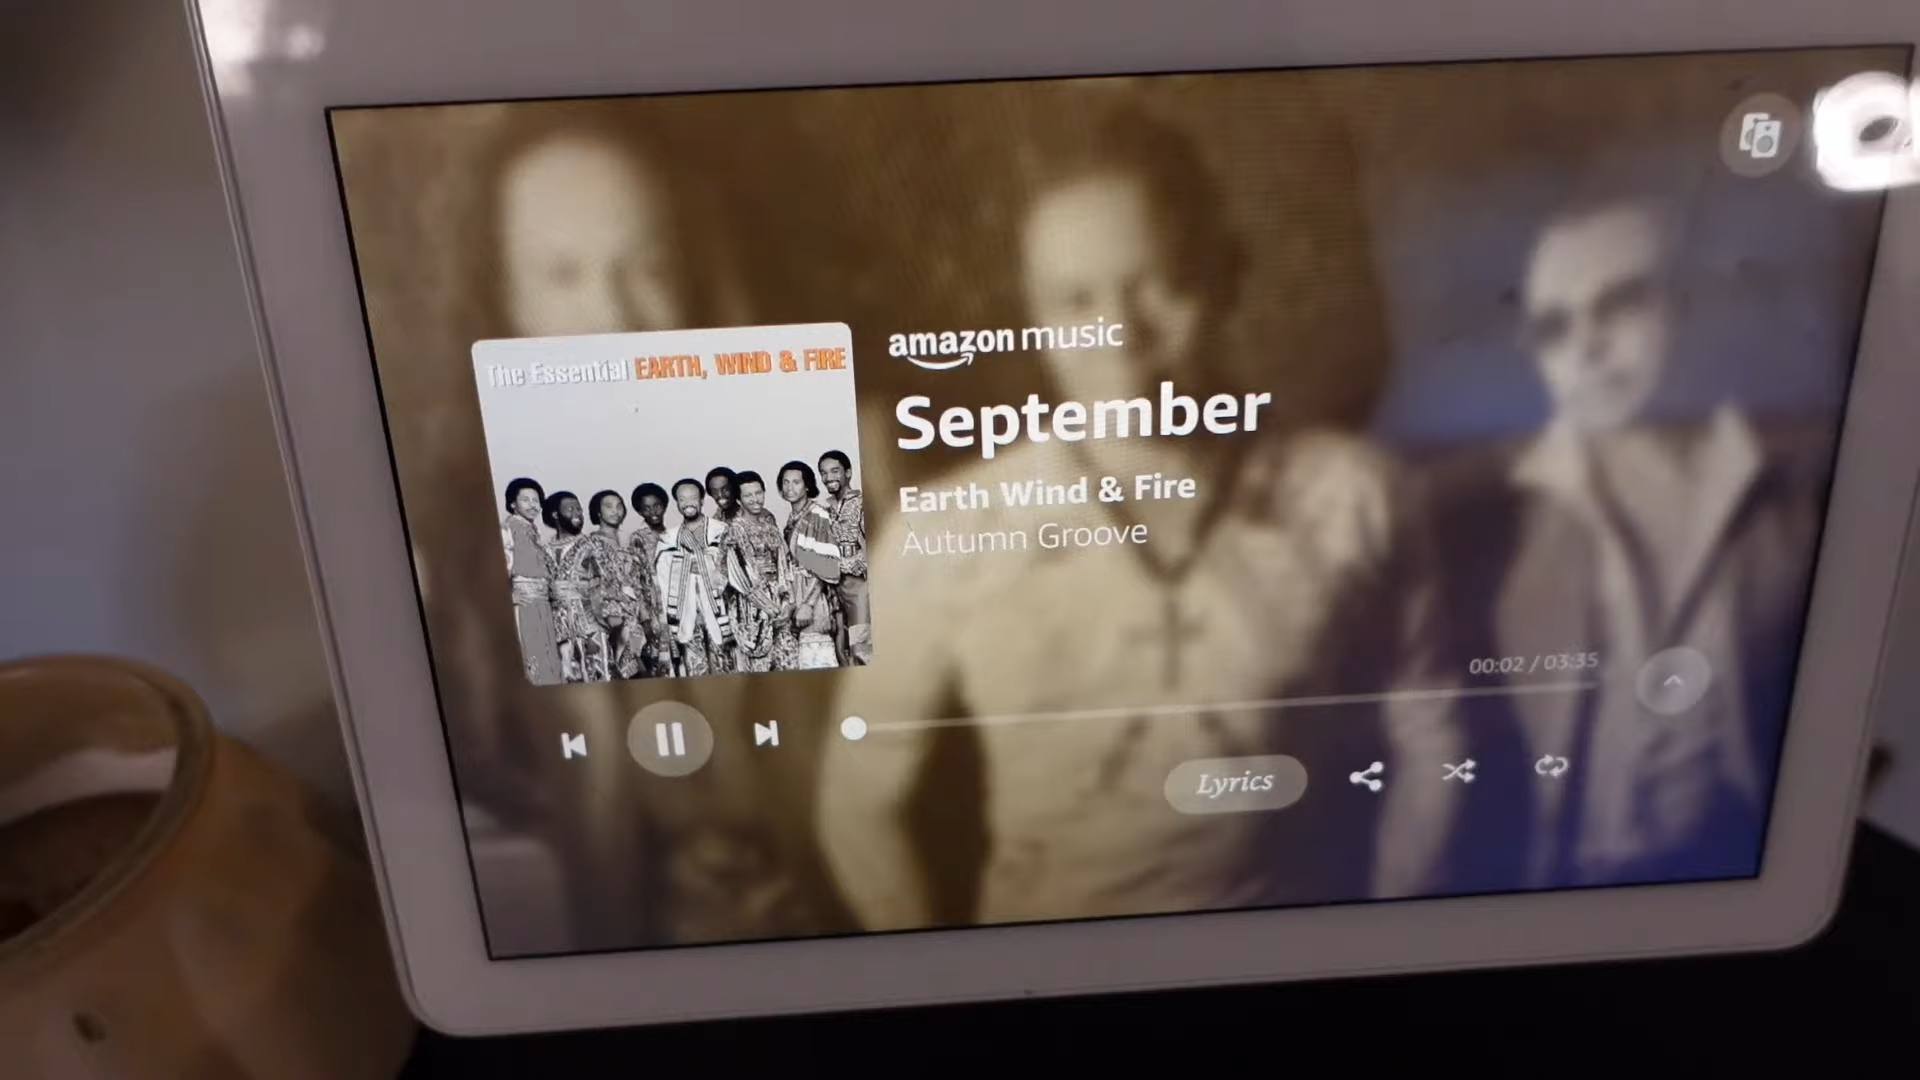 The Essential EARTH, WIND & FIRE
amazon music
September
Earth Wind & Fire
Autumn Groove
00:02 / 03:35
Lyrics